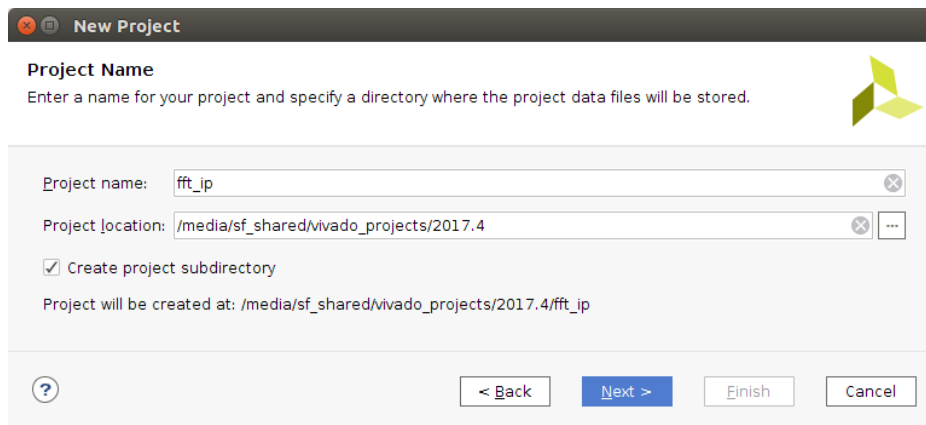 New Project
Project Name
Enter a name for your project and specify a directory where the project data files will be stored.
Project name: fft_ip
Project location: /media/sf_shared/vivado_projects/2017.4 ...
Create project subdirectory
Project will be created at: /media/sf_shared/vivado_projects/2017.4/fft_ip
? < Back Next > Finish Cancel